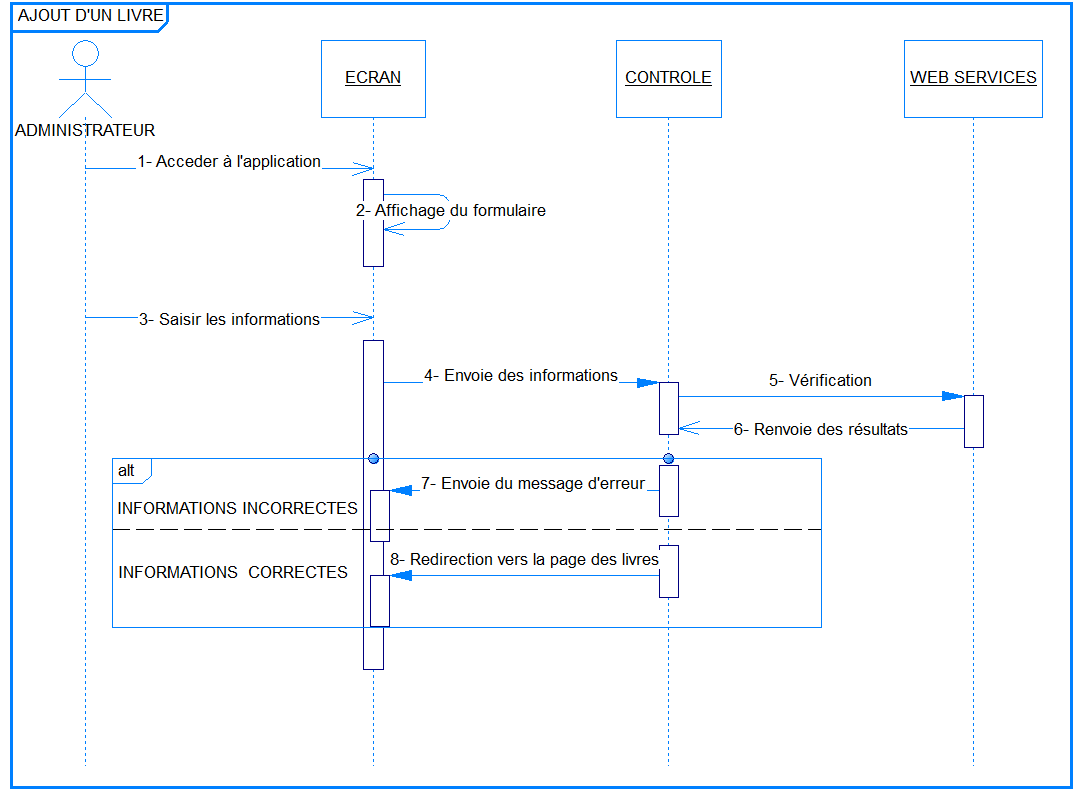 AJOUT D'UN LIVRE
ECRAN
CONTROLE
WEB SERVICES
ADMINISTRATEUR
1- Acceder à l'application
2- Affichage du formulaire
3- Saisir les informations
4- Envoie des informations
5- Vérification
6- Renvoie des résultats
alt
7- Envoie du message d'erreur
INFORMATIONS INCORRECTES
8- Redirection vers la page des livres
INFORMATIONS CORRECTES